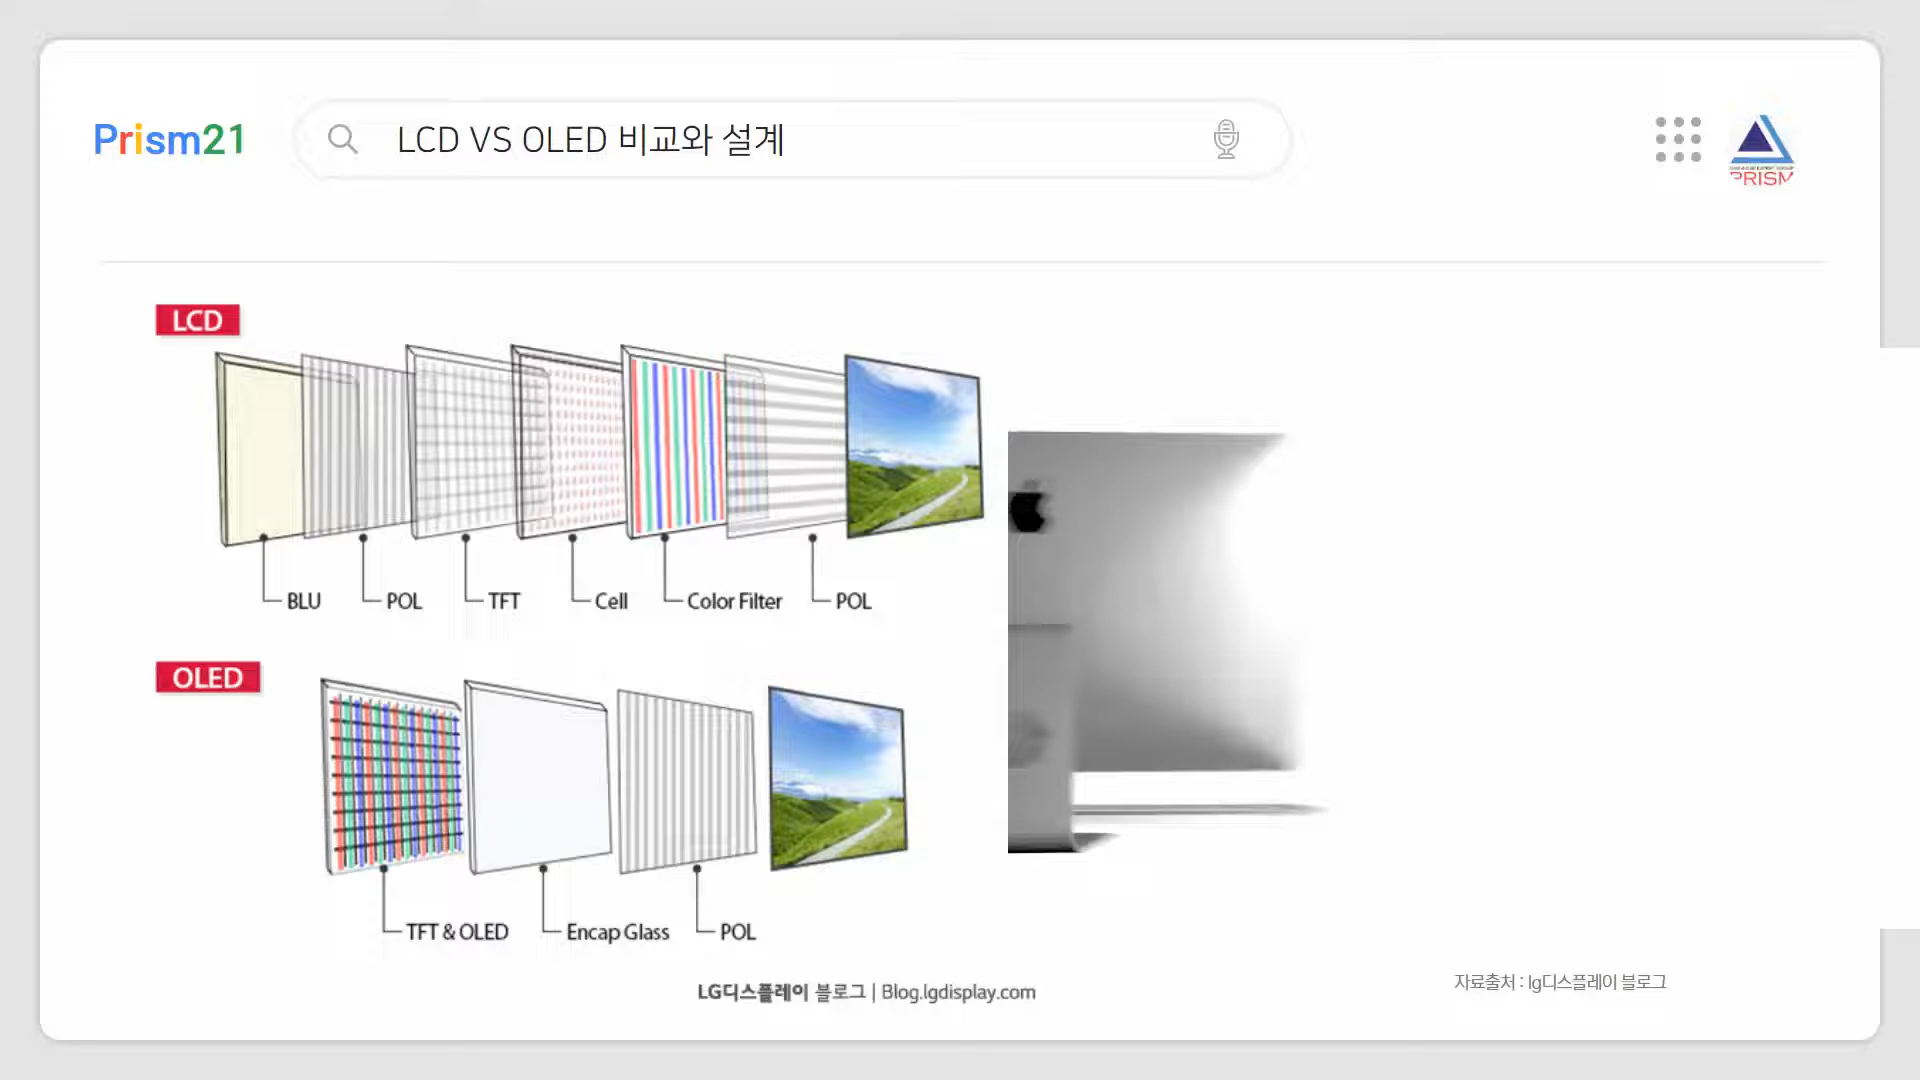 Prism21
LCD VS OLED 비교와 설계
PRISM
LCD
BLU
POL
TFT
Cell
Color Filter
POL
OLED
TFT & OLED
Encap Glass
POL
LG디스플레이 블로그 | Blog.lgdisplay.com
자료출처 : lg디스플레이 블로그